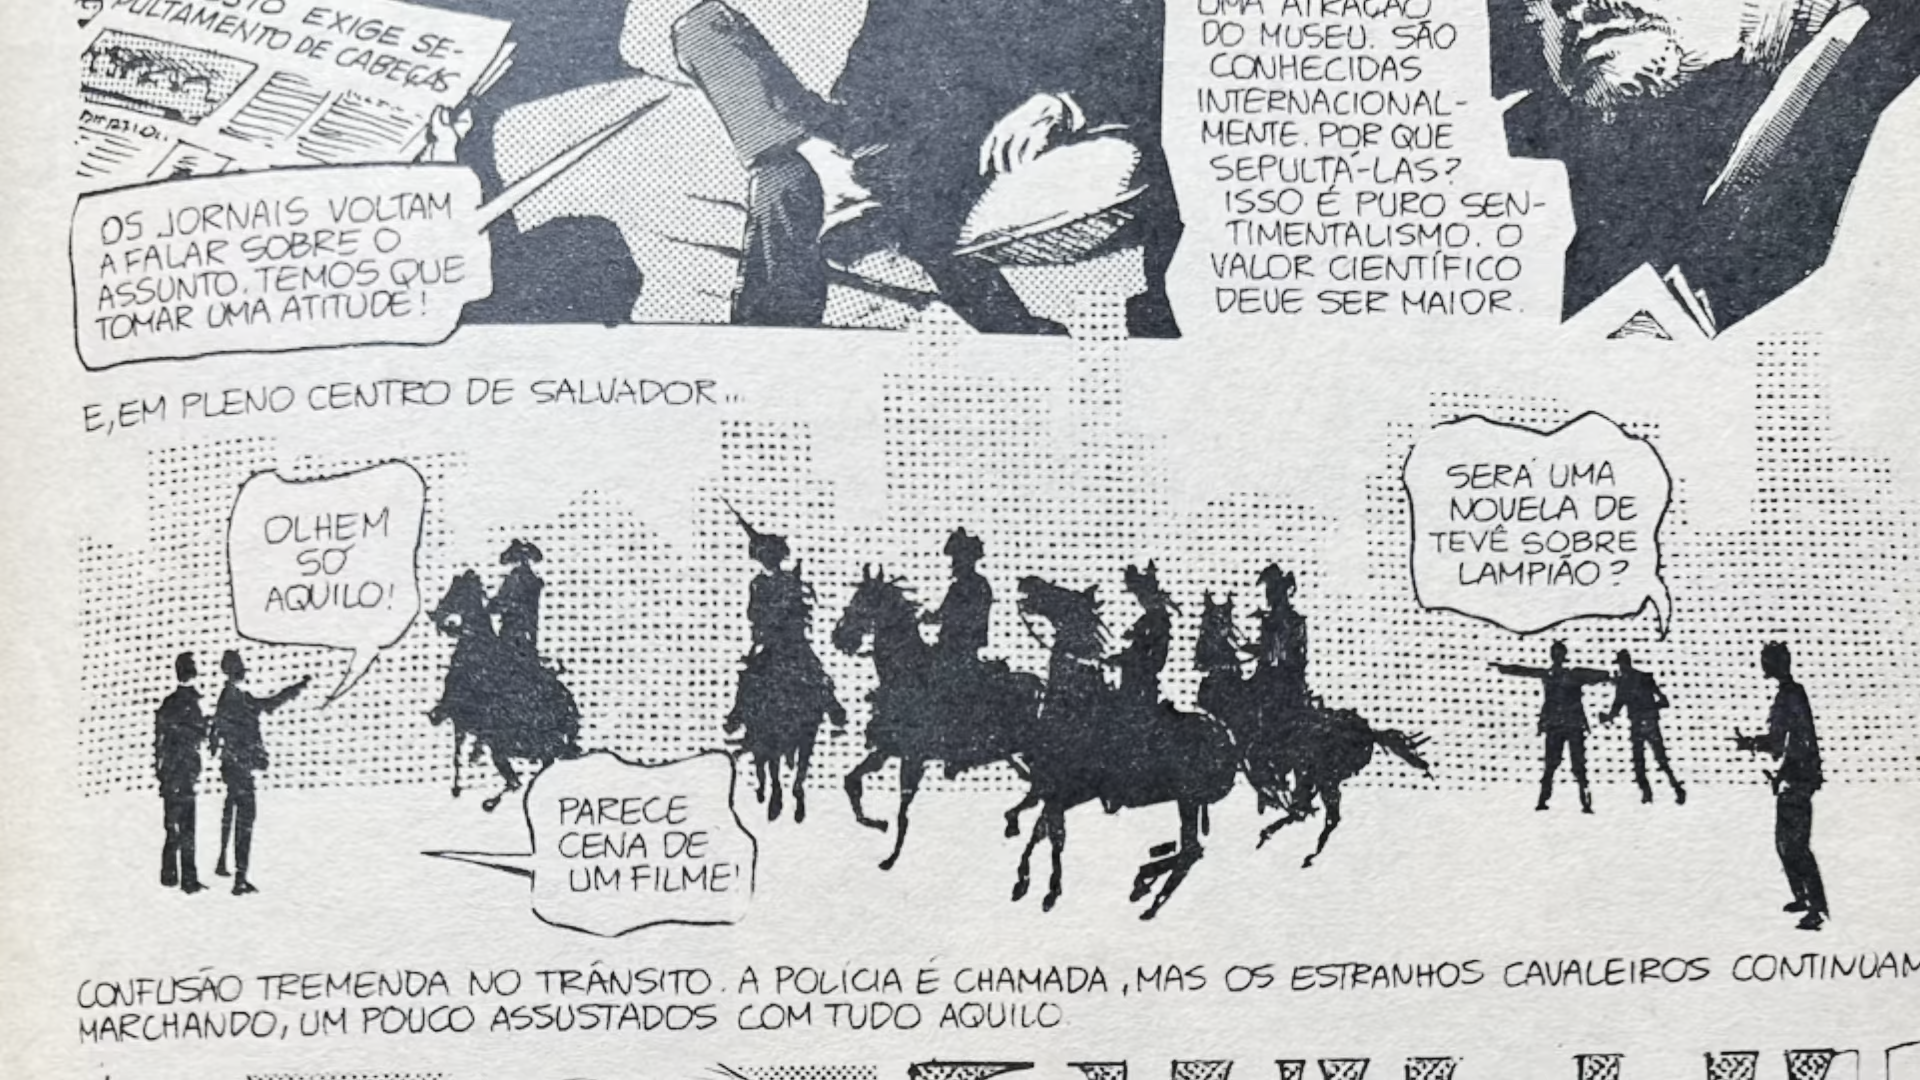 EXIGE SE-
PULTAMENTO DE CABEÇAS
OS JORNAIS VOLTAM
A FALAR SOBRE O
ASSUNTO. TEMOS QUE
TOMAR UMA ATITUDE!
UMA ATRAÇÃO
DO MUSEU. SÃO
CONHECIDAS
INTERNACIONAL-
MENTE. POR QUE
SEPULTÁ-LAS?
ISSO É PURO SEN-
TIMENTALISMO. O
VALOR CIENTÍFICO
DEVE SER MAIOR.
E, EM PLENO CENTRO DE SALVADOR...
OLHEM
SÓ
AQUILO!
PARECE
CENA DE
UM FILME!
SERÁ UMA
NOVELA DE
TEVÊ SOBRE
LAMPIÃO?
CONFUSÃO TREMENDA NO TRÂNSITO. A POLÍCIA É CHAMADA, MAS OS ESTRANHOS CAVALEIROS CONTINUAM
MARCHANDO, UM POUCO ASSUSTADOS COM TUDO AQUILO.